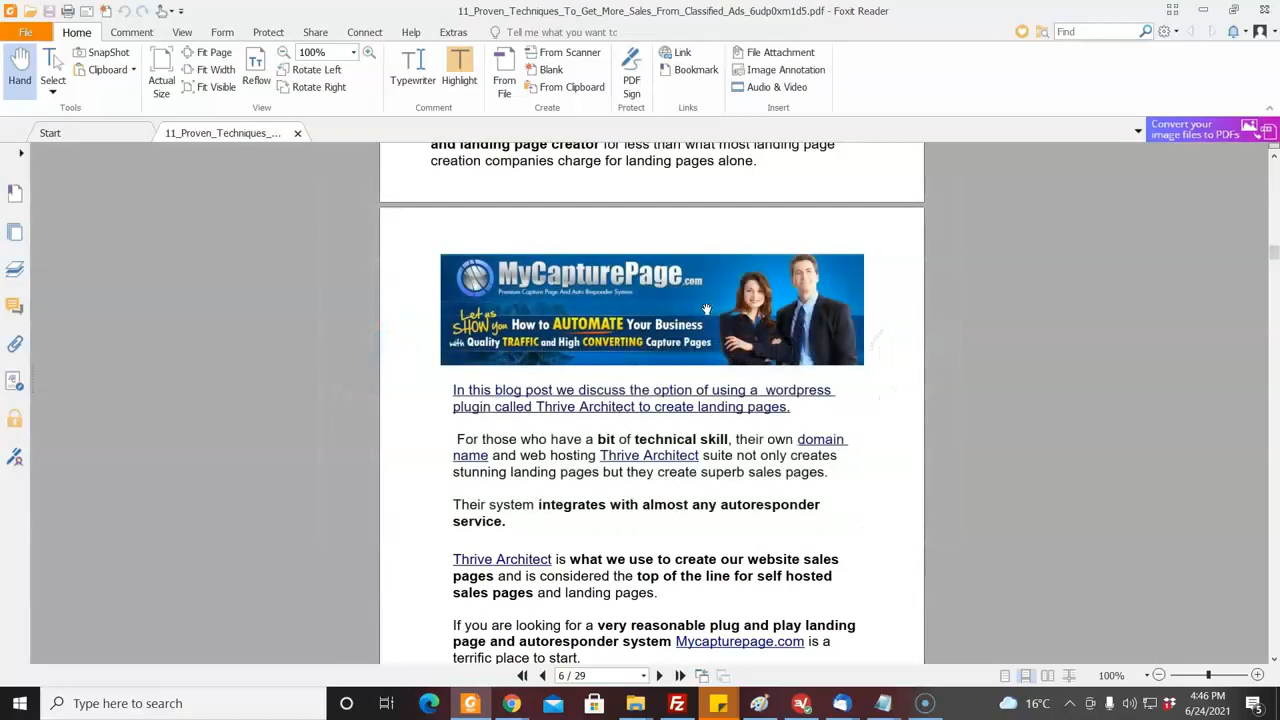 11_Proven_Techniques_To_Get_More_Sales_From_Classified_Ads_6udp0xm1d5.pdf - Foxit Reader
File Home Comment View Form Protect Share Connect Help Extras Tell me what you want to Find
Hand
Select
SnapShot
Clipboard
Tools
Actual Size
Fit Page
Fit Width
Fit Visible
Reflow
100%
Rotate Left
Rotate Right
View
Typewriter
Highlight
Comment
From File
From Scanner
Blank
From Clipboard
Create
PDF Sign
Protect
Link
Bookmark
Links
File Attachment
Image Annotation
Audio & Video
Insert
Start 11_Proven_Techniques_...
Convert your
image files to PDFs
and landing page creator for less than what most landing page
creation companies charge for landing pages alone.
MyCapturePage.com
Premium Capture Page And Auto Responder System
Let us
SHOW you How to AUTOMATE Your Business
with Quality TRAFFIC and High CONVERTING Capture Pages
In this blog post we discuss the option of using a wordpress
plugin called Thrive Architect to create landing pages.
For those who have a bit of technical skill, their own domain
name and web hosting Thrive Architect suite not only creates
stunning landing pages but they create superb sales pages.
Their system integrates with almost any autoresponder
service.
Thrive Architect is what we use to create our website sales
pages and is considered the top of the line for self hosted
sales pages and landing pages.
If you are looking for a very reasonable plug and play landing
page and autoresponder system Mycapturepage.com is a
terrific place to start.
6 / 29
100%
Type here to search
16°C
4:46 PM
6/24/2021
5